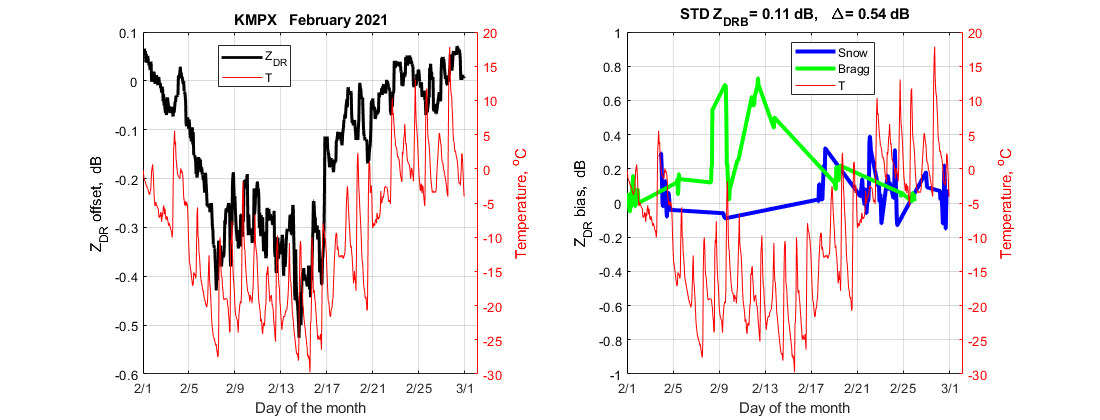 KMPX February 2021
Z_DR
T
0.1
0
-0.1
-0.2
-0.3
-0.4
-0.5
-0.6
Z_DR offset, dB
20
15
10
5
0
-5
-10
-15
-20
-25
-30
Temperature, °C
2/1 2/5 2/9 2/13 2/17 2/21 2/25 3/1
Day of the month
STD Z_DRB = 0.11 dB, Δ = 0.54 dB
Snow
Bragg
T
1
0.8
0.6
0.4
0.2
0
-0.2
-0.4
-0.6
-0.8
-1
Z_DR bias, dB
20
15
10
5
0
-5
-10
-15
-20
-25
-30
Temperature, °C
2/1 2/5 2/9 2/13 2/17 2/21 2/25 3/1
Day of the month